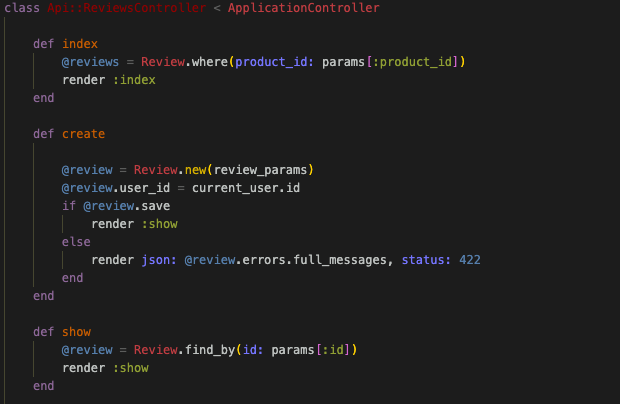 class Api::ReviewsController < ApplicationController
def index
@reviews = Review.where(product_id: params[:product_id])
render :index
end
def create
@review = Review.new(review_params)
@review.user_id = current_user.id
if @review.save
render :show
else
render json: @review.errors.full_messages, status: 422
end
end
def show
@review = Review.find_by(id: params[:id])
render :show
end